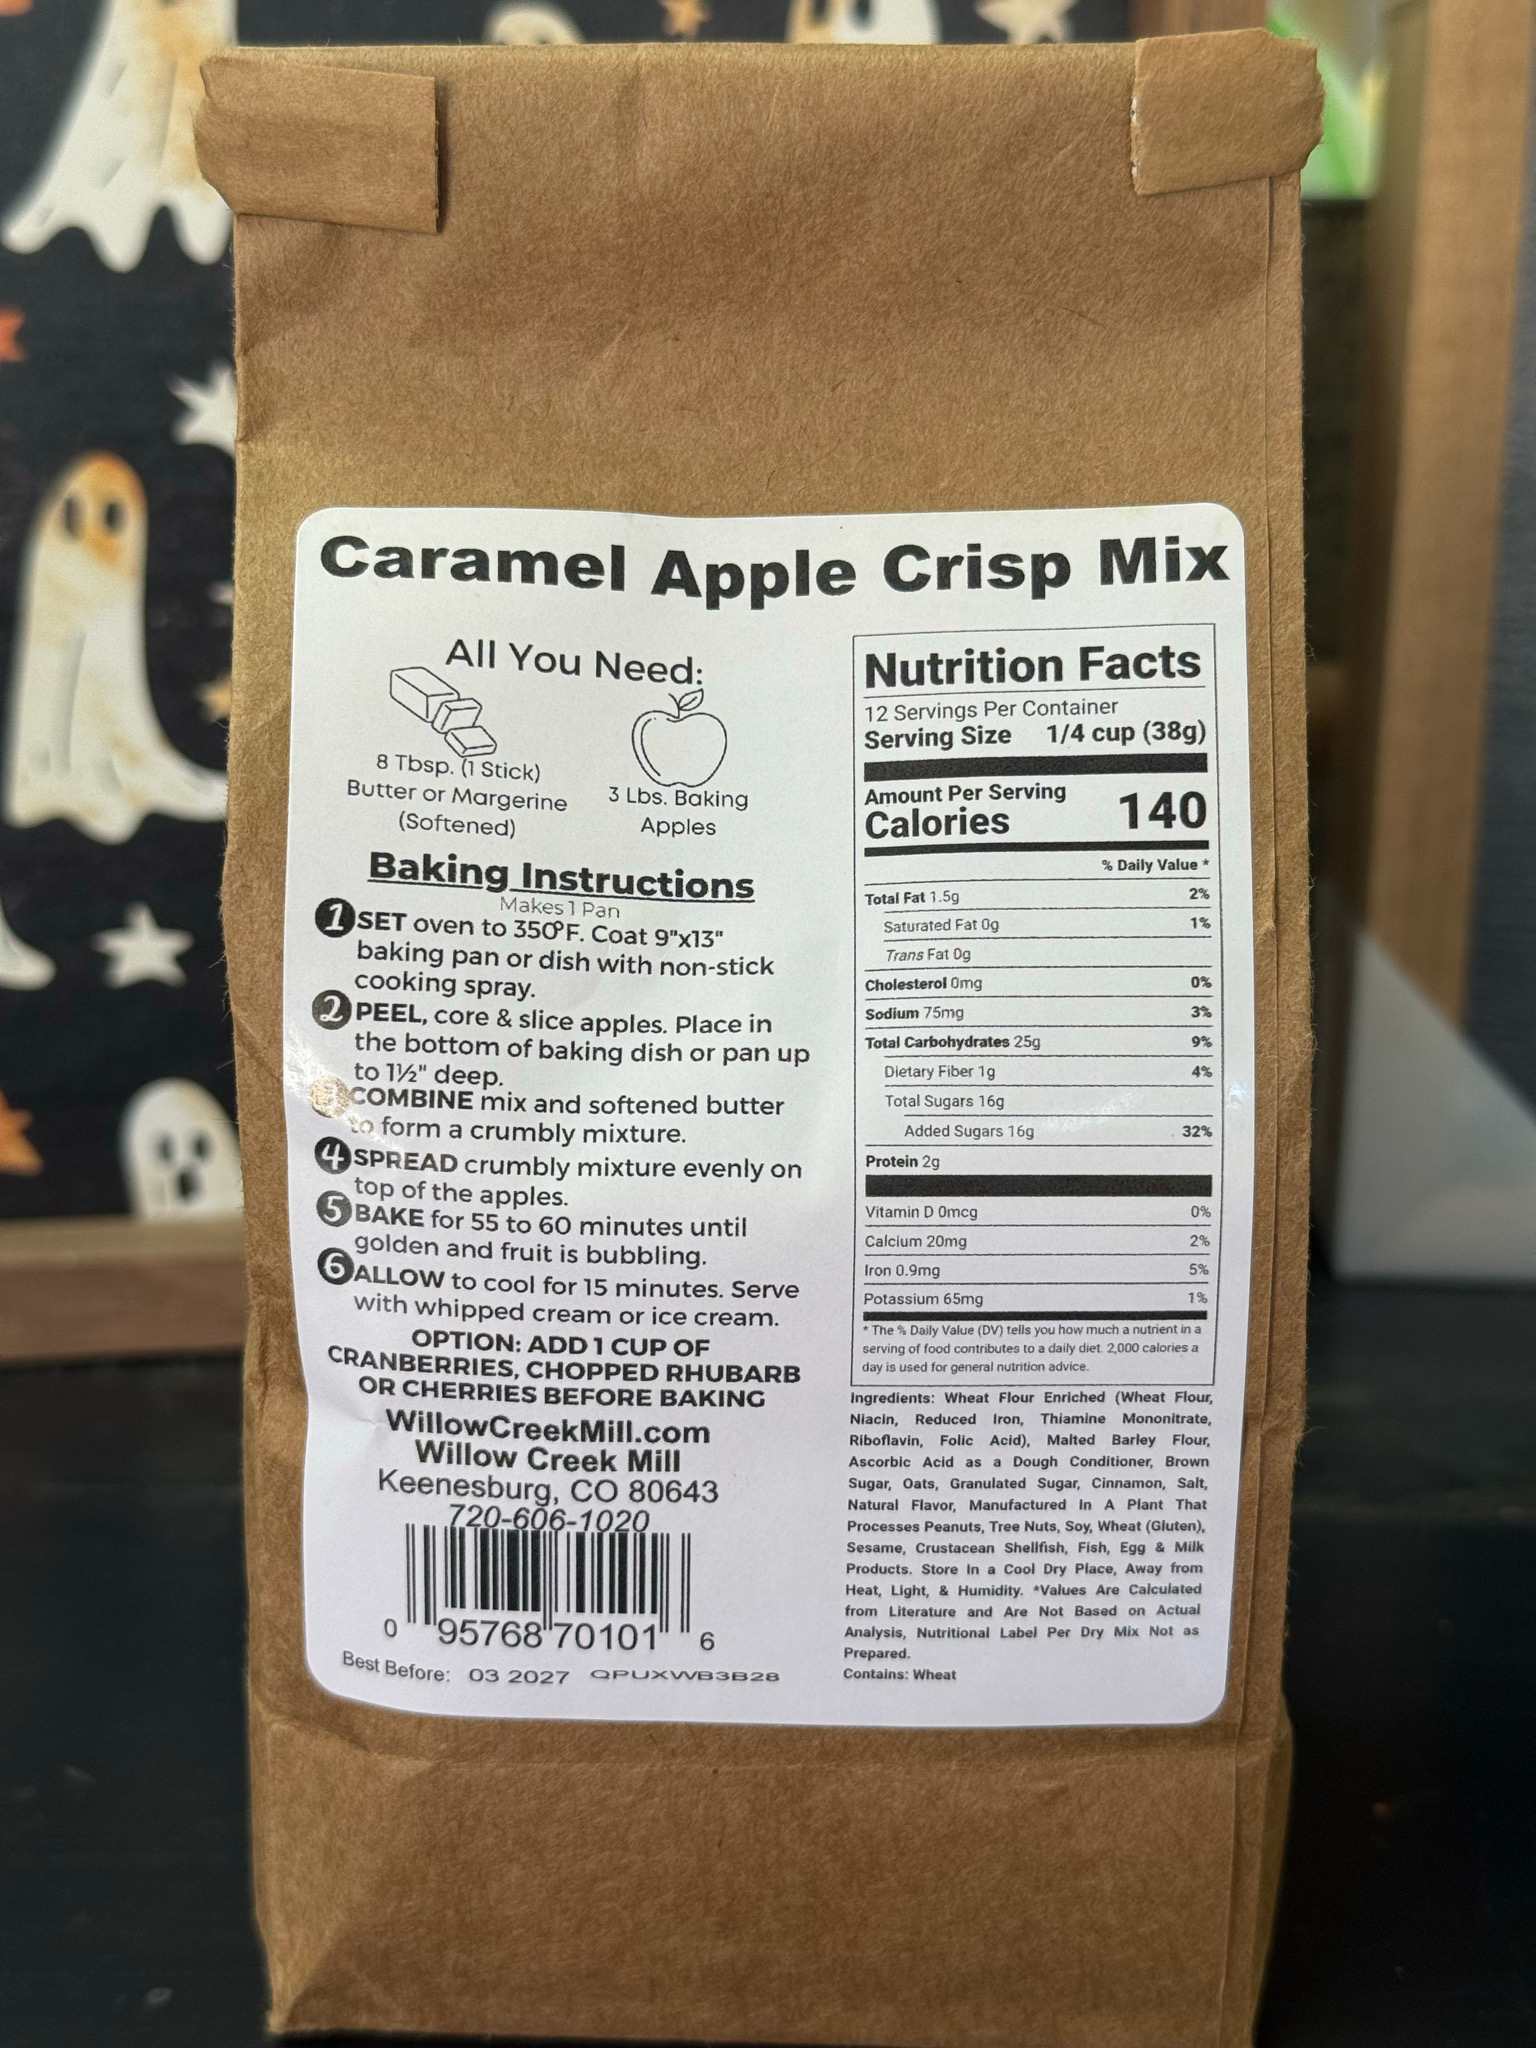 Caramel Apple Crisp Mix
All You Need:
8 Tbsp. (1 Stick)
Butter or Margerine
(Softened)
3 Lbs. Baking
Apples
Baking Instructions
Makes 1 Pan
1 SET oven to 350°F. Coat 9"x13"
baking pan or dish with non-stick
cooking spray.
2 PEEL, core & slice apples. Place in
the bottom of baking dish or pan up
to 1½" deep.
3 COMBINE mix and softened butter
to form a crumbly mixture.
4 SPREAD crumbly mixture evenly on
top of the apples.
5 BAKE for 55 to 60 minutes until
golden and fruit is bubbling.
6 ALLOW to cool for 15 minutes. Serve
with whipped cream or ice cream.
OPTION: ADD 1 CUP OF
CRANBERRIES, CHOPPED RHUBARB
OR CHERRIES BEFORE BAKING
WillowCreekMill.com
Willow Creek Mill
Keenesburg, CO 80643
720-606-1020
0 95768 70101 6
Best Before: 03 2027 QPUXWB3B28
Nutrition Facts
12 Servings Per Container
Serving Size 1/4 cup (38g)
Amount Per Serving
Calories 140
% Daily Value *
Total Fat 1.5g 2%
Saturated Fat 0g 1%
Trans Fat 0g
Cholesterol 0mg 0%
Sodium 75mg 3%
Total Carbohydrates 25g 9%
Dietary Fiber 1g 4%
Total Sugars 16g
Added Sugars 16g 32%
Protein 2g
Vitamin D 0mcg 0%
Calcium 20mg 2%
Iron 0.9mg 5%
Potassium 65mg 1%
* The % Daily Value (DV) tells you how much a nutrient in a
serving of food contributes to a daily diet. 2,000 calories a
day is used for general nutrition advice.
Ingredients: Wheat Flour Enriched (Wheat Flour,
Niacin, Reduced Iron, Thiamine Mononitrate,
Riboflavin, Folic Acid), Malted Barley Flour,
Ascorbic Acid as a Dough Conditioner, Brown
Sugar, Oats, Granulated Sugar, Cinnamon, Salt,
Natural Flavor, Manufactured In A Plant That
Processes Peanuts, Tree Nuts, Soy, Wheat (Gluten),
Sesame, Crustacean Shellfish, Fish, Egg & Milk
Products. Store In a Cool Dry Place, Away from
Heat, Light, & Humidity. *Values Are Calculated
from Literature and Are Not Based on Actual
Analysis, Nutritional Label Per Dry Mix Not as
Prepared.
Contains: Wheat